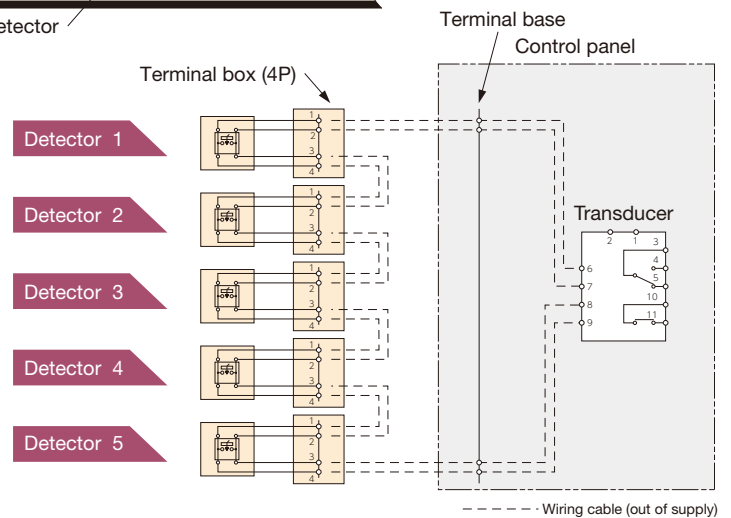 etector
Terminal base
Control panel
Terminal box (4P)
Detector 1
1
2
3
4
Detector 2
1
2
3
4
Transducer
2 1 3
4
5
6
7
8
9
10
11
Detector 3
1
2
3
4
Detector 4
1
2
3
4
Detector 5
1
2
3
4
Wiring cable (out of supply)